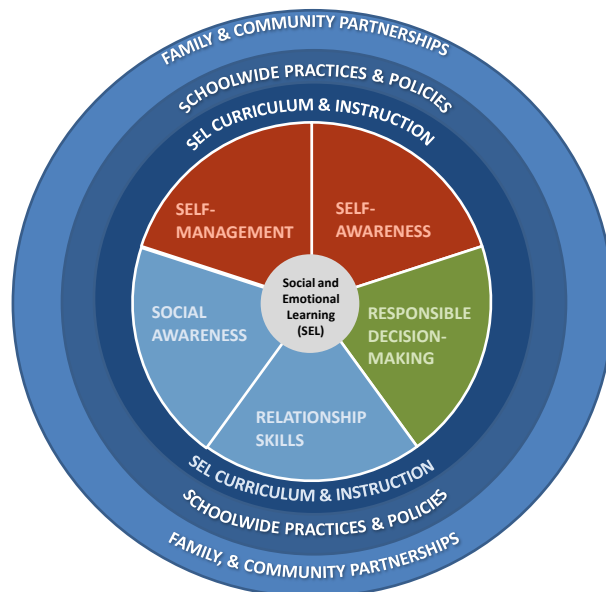 FAMILY & COMMUNITY PARTNERSHIPS
SCHOOLWIDE PRACTICES & POLICIES
SEL CURRICULUM & INSTRUCTION
SELF-
MANAGEMENT
SELF-
AWARENESS
Social and
Emotional
Learning
(SEL)
SOCIAL
AWARENESS
RESPONSIBLE
DECISION-
MAKING
RELATIONSHIP
SKILLS
SEL CURRICULUM & INSTRUCTION
SCHOOLWIDE PRACTICES & POLICIES
FAMILY, & COMMUNITY PARTNERSHIPS